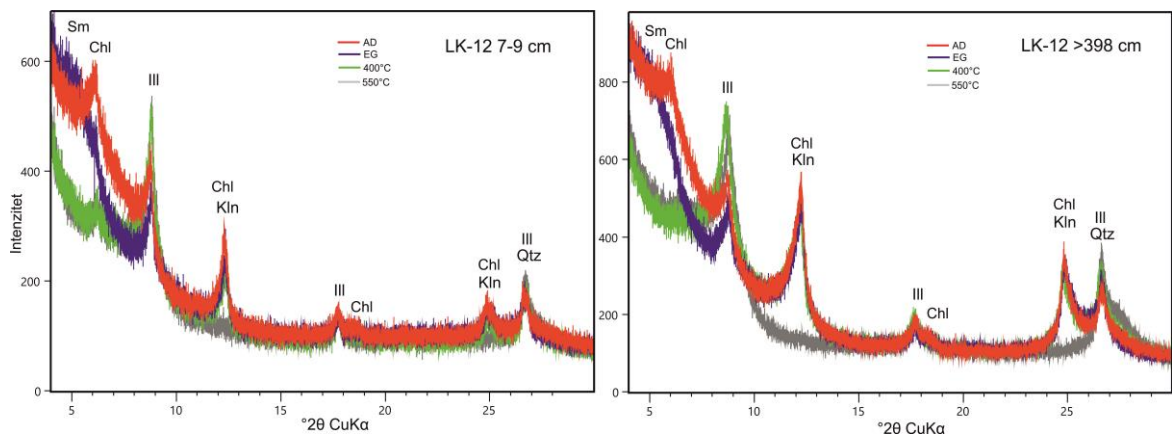 LK-12 7-9 cm
AD
EG
400°C
550°C
Sm
Chl
Ill
Chl
Kln
Ill
Chl
Chl
Kln
Ill
Qtz
Intenzitet
600
400
200
0
5
10
15
20
25
°2θ CuKα
LK-12 >398 cm
AD
EG
400°C
550°C
Sm
Chl
Ill
Chl
Kln
Ill
Chl
Chl
Kln
Ill
Qtz
800
600
400
200
0
5
10
15
20
25
°2θ CuKα